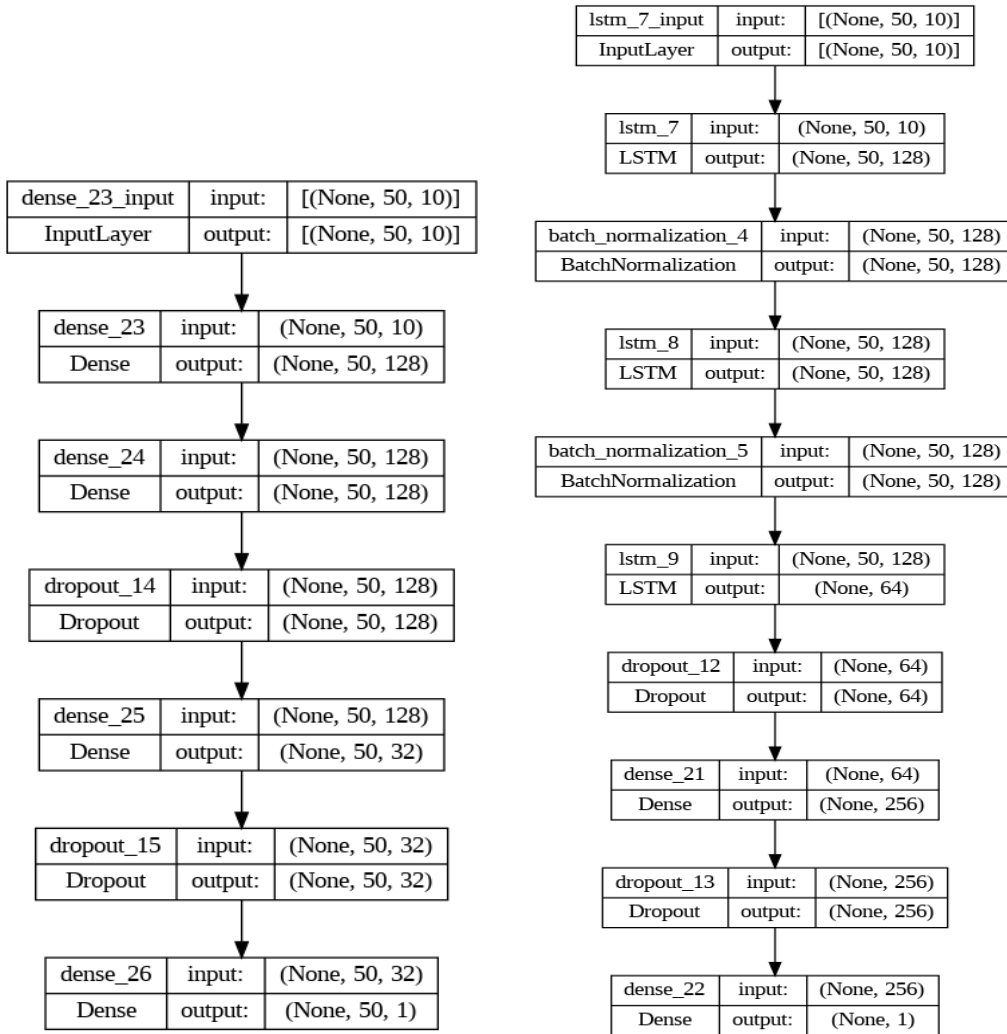 dense_23_input input: [(None, 50, 10)]
InputLayer output: [(None, 50, 10)]
dense_23 input: (None, 50, 10)
Dense output: (None, 50, 128)
dense_24 input: (None, 50, 128)
Dense output: (None, 50, 128)
dropout_14 input: (None, 50, 128)
Dropout output: (None, 50, 128)
dense_25 input: (None, 50, 128)
Dense output: (None, 50, 32)
dropout_15 input: (None, 50, 32)
Dropout output: (None, 50, 32)
dense_26 input: (None, 50, 32)
Dense output: (None, 50, 1)
lstm_7_input input: [(None, 50, 10)]
InputLayer output: [(None, 50, 10)]
lstm_7 input: (None, 50, 10)
LSTM output: (None, 50, 128)
batch_normalization_4 input: (None, 50, 128)
BatchNormalization output: (None, 50, 128)
lstm_8 input: (None, 50, 128)
LSTM output: (None, 50, 128)
batch_normalization_5 input: (None, 50, 128)
BatchNormalization output: (None, 50, 128)
lstm_9 input: (None, 50, 128)
LSTM output: (None, 64)
dropout_12 input: (None, 64)
Dropout output: (None, 64)
dense_21 input: (None, 64)
Dense output: (None, 256)
dropout_13 input: (None, 256)
Dropout output: (None, 256)
dense_22 input: (None, 256)
Dense output: (None, 1)